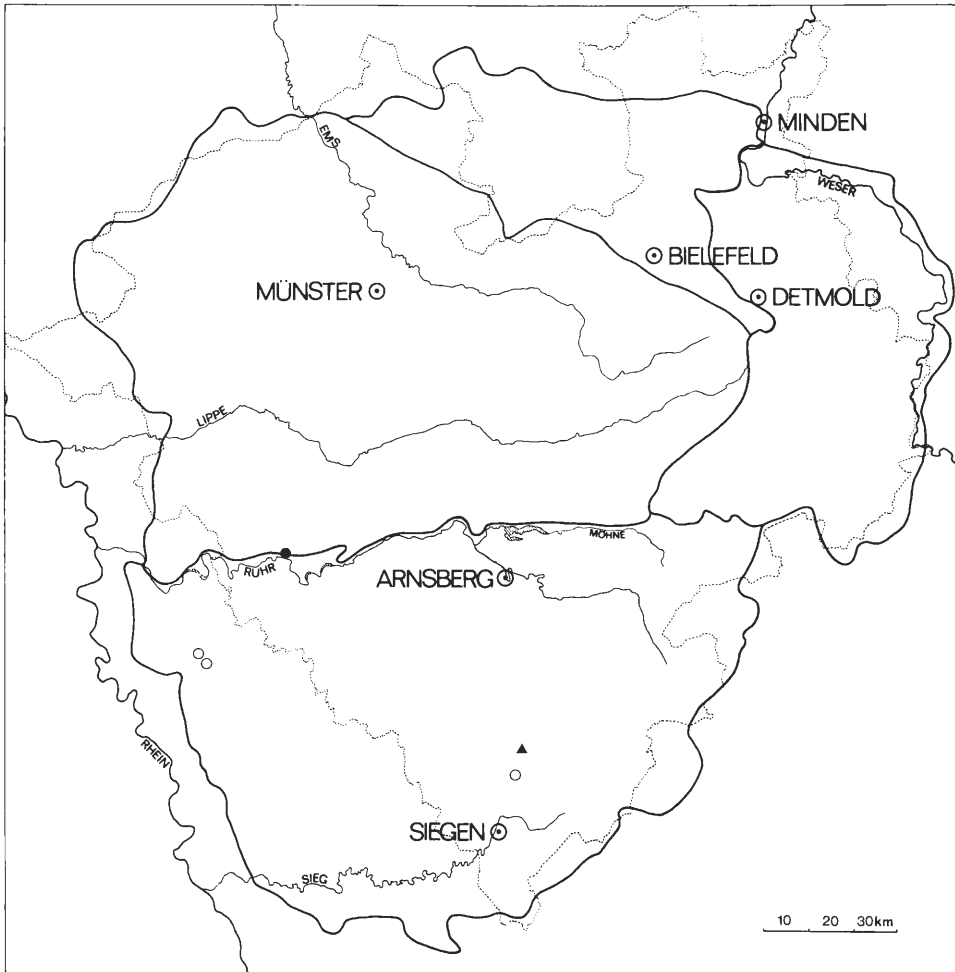 MINDEN
EMS
WESER
BIELEFELD
MÜNSTER
DETMOLD
LIPPE
MÖHNE
RUHR
ARNSBERG
RHEIN
SIEGEN
SIEG
10 20 30km